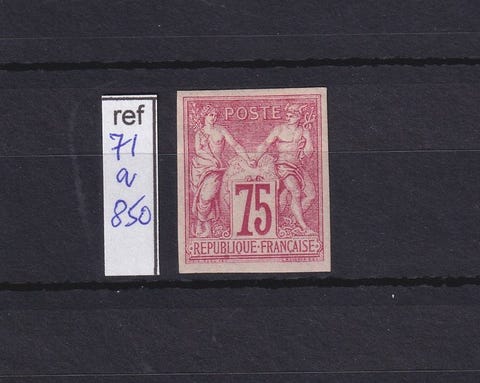 ref
71
a
850
POSTE
75
REPUBLIQUE-FRANÇAISE